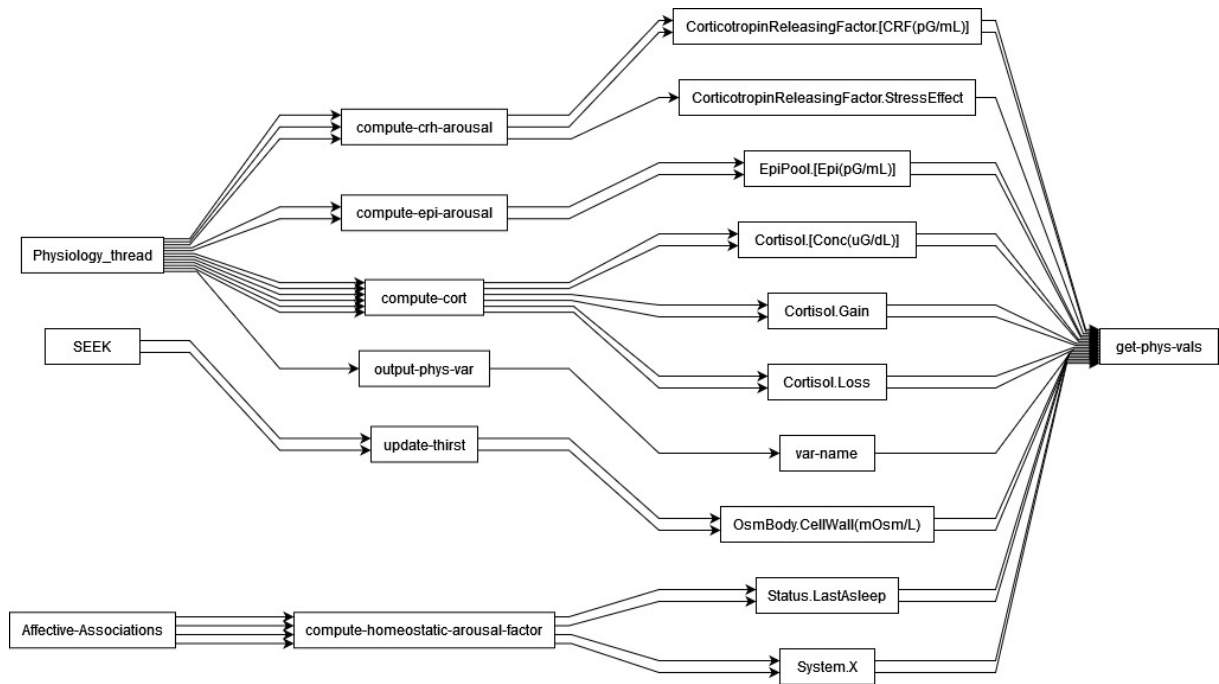 CorticotropinReleasingFactor.[CRF(pG/mL)]
CorticotropinReleasingFactor.StressEffect
compute-crh-arousal
EpiPool.[Epi(pG/mL)]
compute-epi-arousal
Cortisol.[Conc(uG/dL)]
Physiology_thread
compute-cort
Cortisol.Gain
SEEK
get-phys-vals
output-phys-var
Cortisol.Loss
update-thirst
var-name
OsmBody.CellWall(mOsm/L)
Status.LastAsleep
Affective-Associations
compute-homeostatic-arousal-factor
System.X